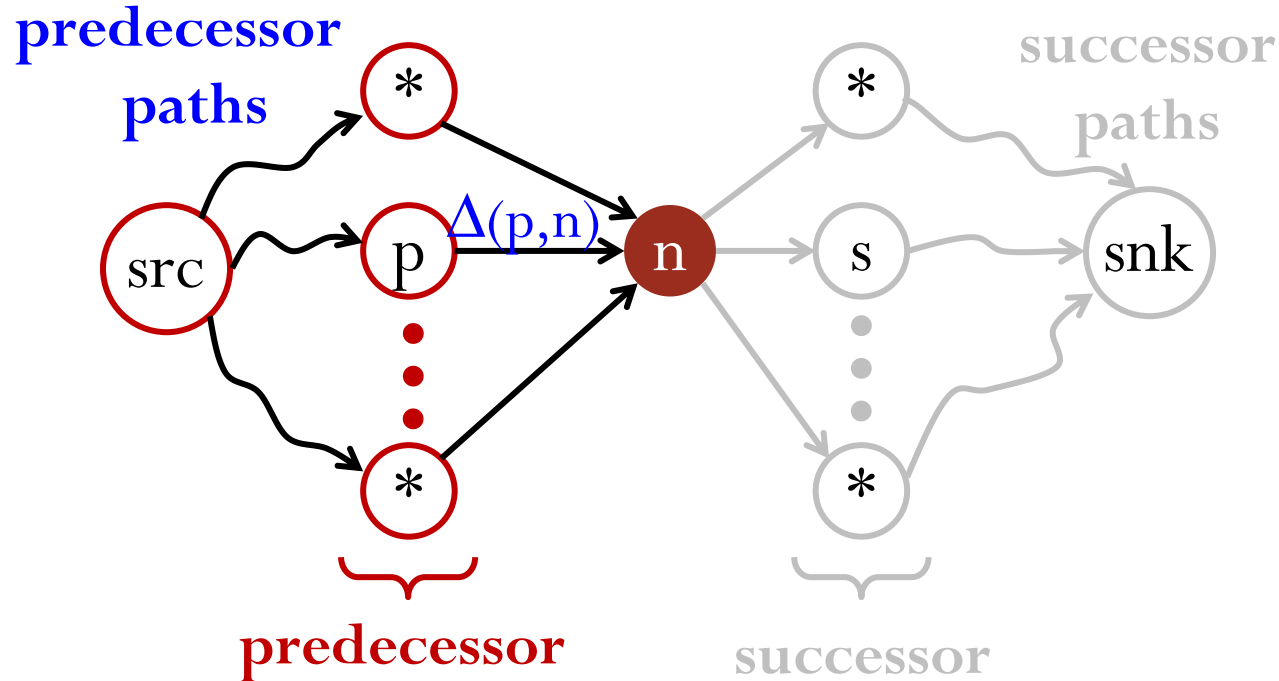 predecessor
paths
successor
paths
*
*
src
p
Δ(p,n)
n
s
snk
*
*
predecessor
successor